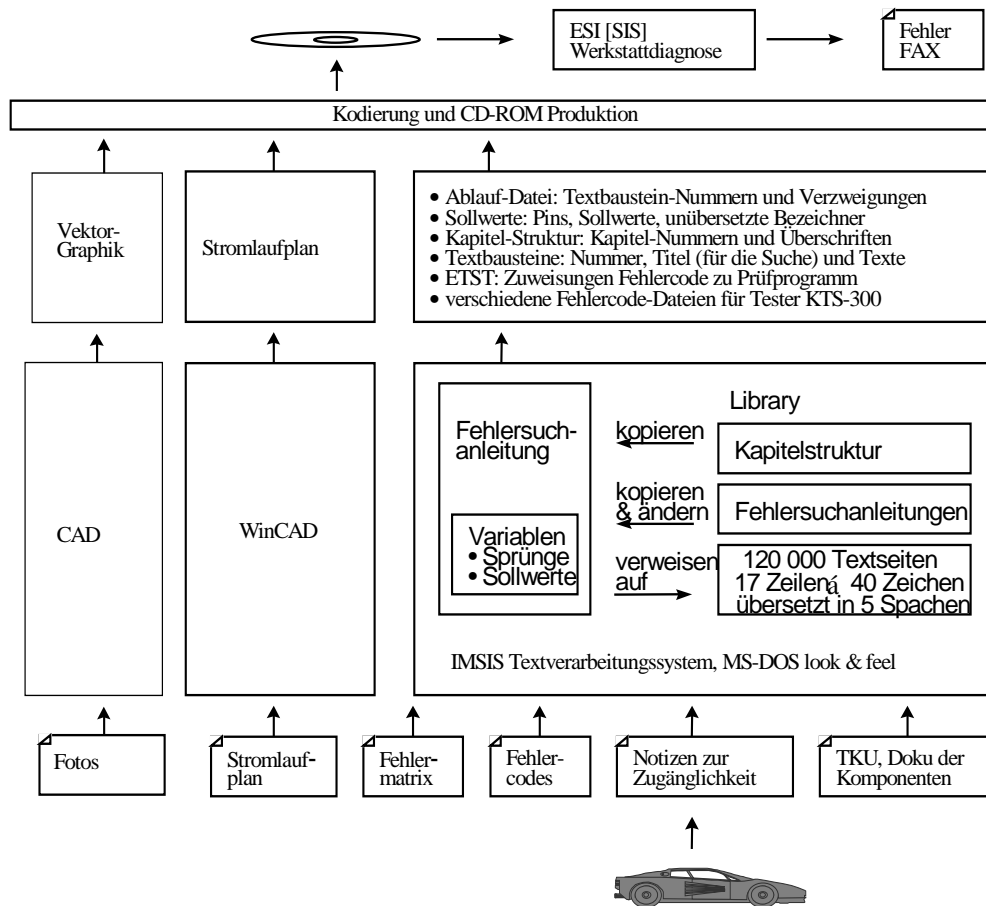 ESI [SIS]
Werkstattdiagnose
Fehler
FAX
Kodierung und CD-ROM Produktion
Vektor-
Graphik
Stromlaufplan
• Ablauf-Datei: Textbaustein-Nummern und Verzweigungen
• Sollwerte: Pins, Sollwerte, unübersetzte Bezeichner
• Kapitel-Struktur: Kapitel-Nummern und Überschriften
• Textbausteine: Nummer, Titel (für die Suche) und Texte
• ETST: Zuweisungen Fehlercode zu Prüfprogramm
• verschiedene Fehlercode-Dateien für Tester KTS-300
CAD
WinCAD
Fehlersuch-
anleitung
Variablen
• Sprünge
• Sollwerte
kopieren
kopieren
& ändern
verweisen
auf
Library
Kapitelstruktur
Fehlersuchanleitungen
120 000 Textseiten
17 Zeilen á 40 Zeichen
übersetzt in 5 Spachen
IMSIS Textverarbeitungssystem, MS-DOS look & feel
Fotos
Stromlauf-
plan
Fehler-
matrix
Fehler-
codes
Notizen zur
Zugänglichkeit
TKU, Doku der
Komponenten